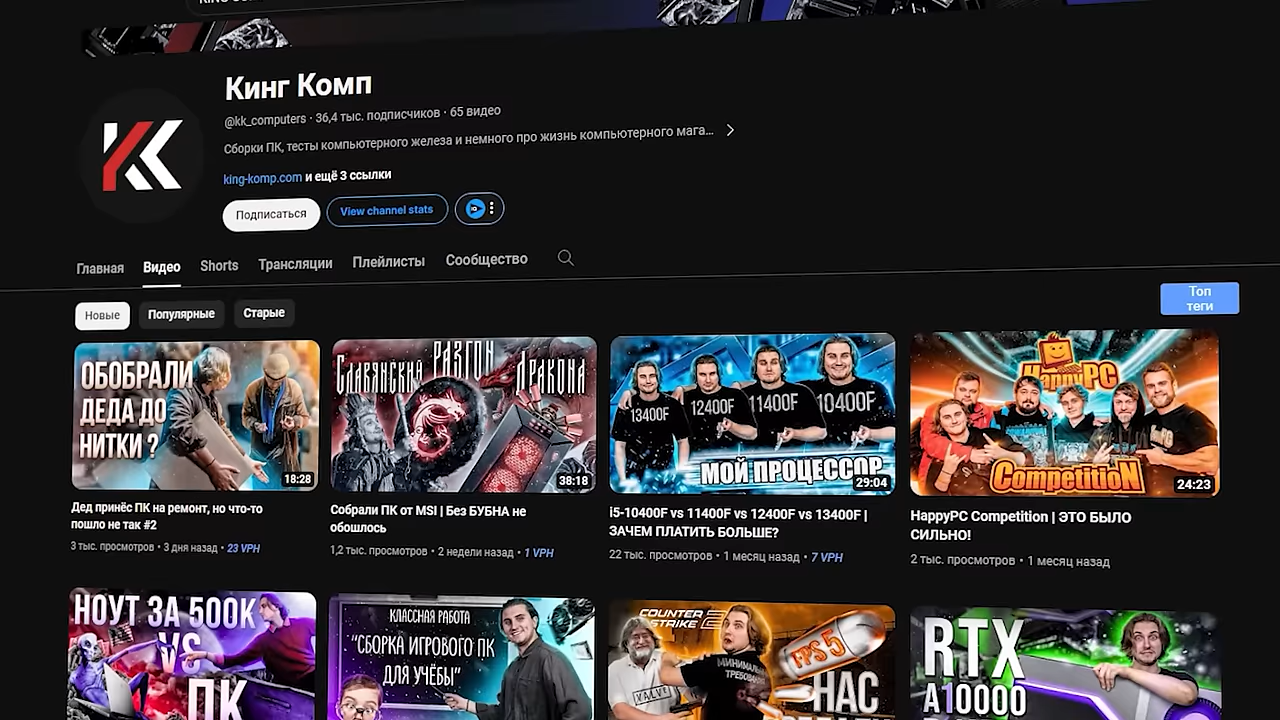 Кинг Комп
@kk_computers · 36,4 тыс. подписчиков · 65 видео
Сборки ПК, тесты компьютерного железа и немного про жизнь компьютерного мага...
king-komp.com и ещё 3 ссылки
Подписаться
View channel stats
Главная
Видео
Shorts
Трансляции
Плейлисты
Сообщество
Новые
Популярные
Старые
Топ
теги
ОБОБРАЛИ
ДЕДА ДО
НИТКИ ?
18:28
СЛАВЯНСКИЙ РАЗГОН ДРАКОНА
38:18
13400F
12400F
11400F
10400F
МОЙ ПРОЦЕССОР
29:04
HappyPC
CompetitioN
24:23
Дед принёс ПК на ремонт, но что-то
пошло не так #2
3 тыс. просмотров • 3 дня назад • 23 VPH
Собрали ПК от MSI | Без БУБНА не
обошлось
1,2 тыс. просмотров • 2 недели назад • 1 VPH
i5-10400F vs 11400F vs 12400F vs 13400F |
ЗАЧЕМ ПЛАТИТЬ БОЛЬШЕ?
22 тыс. просмотров • 1 месяц назад • 7 VPH
HappyPC Competition | ЭТО БЫЛО
СИЛЬНО!
2 тыс. просмотров • 1 месяц назад
НОУТ ЗА 500К
VS
ПК
КЛАССНАЯ РАБОТА
"СБОРКА ИГРОВОГО ПК
ДЛЯ УЧЁБЫ"
COUNTER
STRIKE 2
FPS 5
VALVE
НАС
RTX
A10000